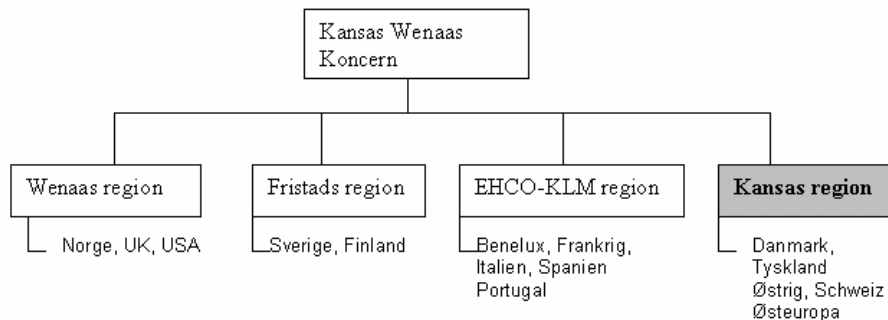 Kansas Wenaas
Koncern
Wenaas region
Fristads region
EHCO-KLM region
Kansas region
Norge, UK, USA
Sverige, Finland
Benelux, Frankrig,
Italien, Spanien
Portugal
Danmark,
Tyskland
Østrig, Schweiz
Østeuropa